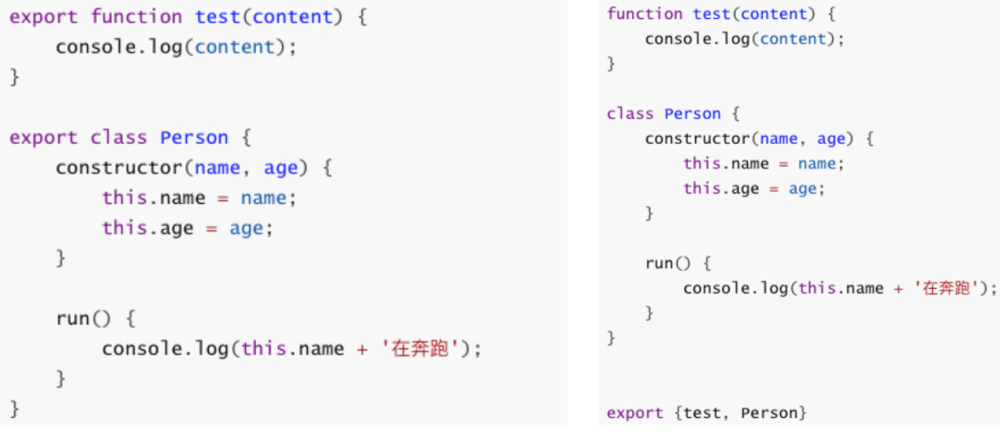 export function test(content) {
    console.log(content);
}
export class Person {
    constructor(name, age) {
        this.name = name;
        this.age = age;
    }
    run() {
        console.log(this.name + '在奔跑');
    }
}
function test(content) {
    console.log(content);
}
class Person {
    constructor(name, age) {
        this.name = name;
        this.age = age;
    }
    run() {
        console.log(this.name + '在奔跑');
    }
}
export {test, Person}